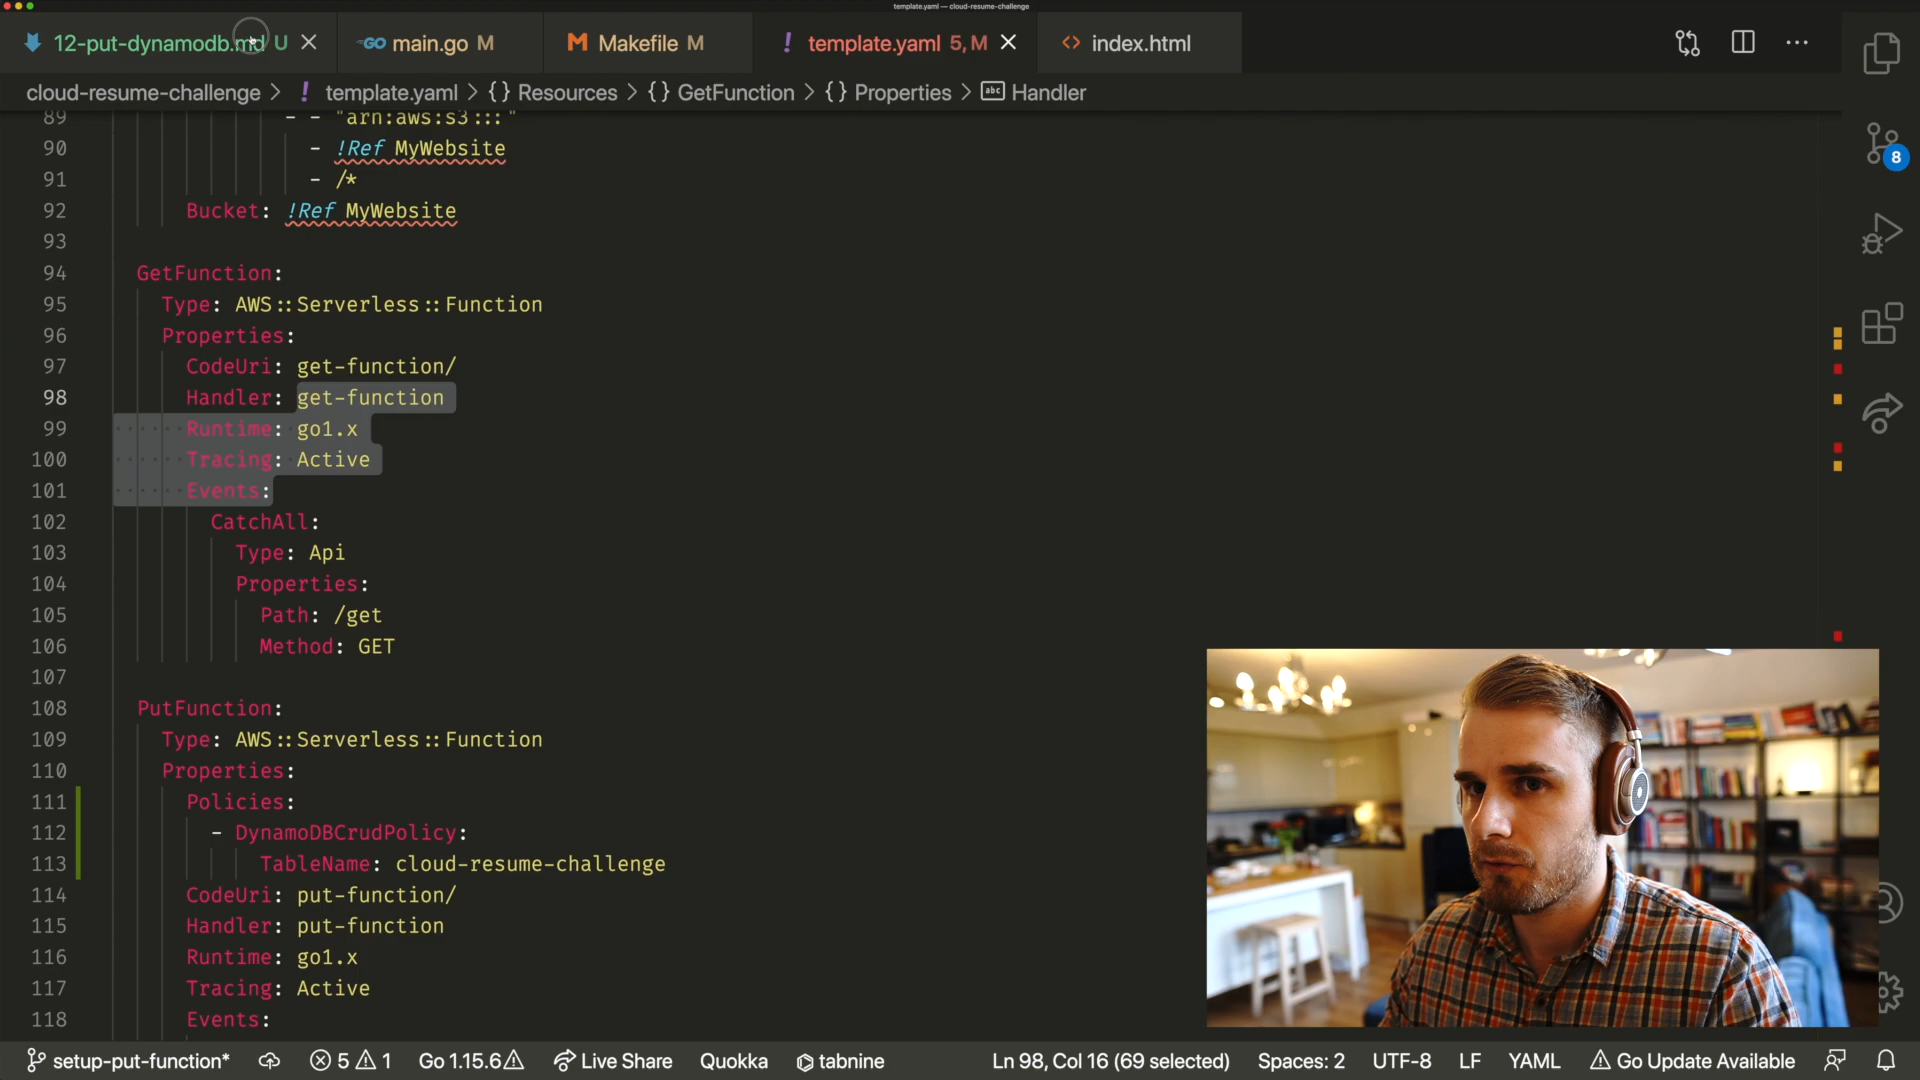 template.yaml — cloud-resume-challenge
12-put-dynamodb.md U
main.go M
Makefile M
! template.yaml 5, M
<> index.html
cloud-resume-challenge > ! template.yaml > {} Resources > {} GetFunction > {} Properties > abc Handler
89 - - "arn:aws:s3:::"
90 - !Ref MyWebsite
91 - /*
92 Bucket: !Ref MyWebsite
93
94 GetFunction:
95 Type: AWS::Serverless::Function
96 Properties:
97 CodeUri: get-function/
98 Handler: get-function
99 Runtime: go1.x
100 Tracing: Active
101 Events:
102 CatchAll:
103 Type: Api
104 Properties:
105 Path: /get
106 Method: GET
107
108 PutFunction:
109 Type: AWS::Serverless::Function
110 Properties:
111 Policies:
112 - DynamoDBCrudPolicy:
113 TableName: cloud-resume-challenge
114 CodeUri: put-function/
115 Handler: put-function
116 Runtime: go1.x
117 Tracing: Active
118 Events:
8
setup-put-function* 5 1 Go 1.15.6 Live Share Quokka tabnine Ln 98, Col 16 (69 selected) Spaces: 2 UTF-8 LF YAML Go Update Available